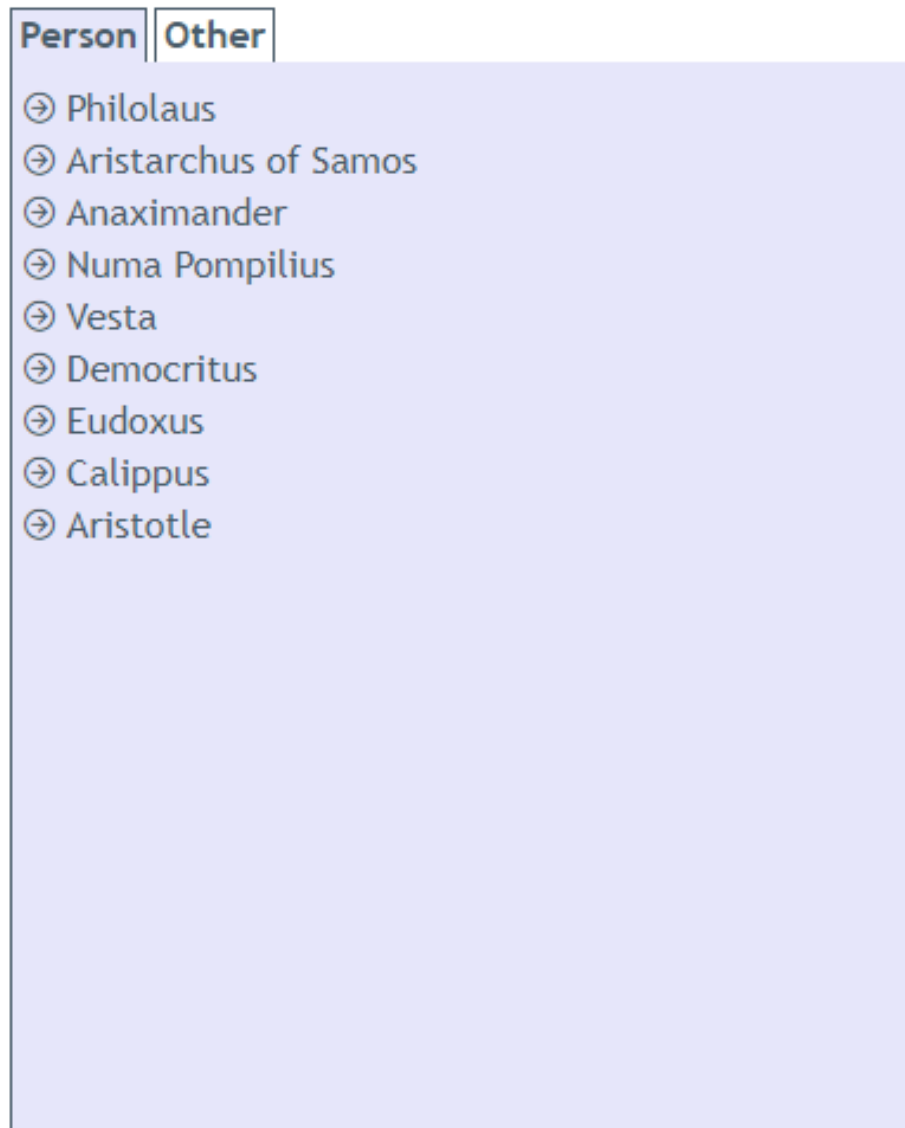 Person Other
Philolaus
Aristarchus of Samos
Anaximander
Numa Pompilius
Vesta
Democritus
Eudoxus
Calippus
Aristotle